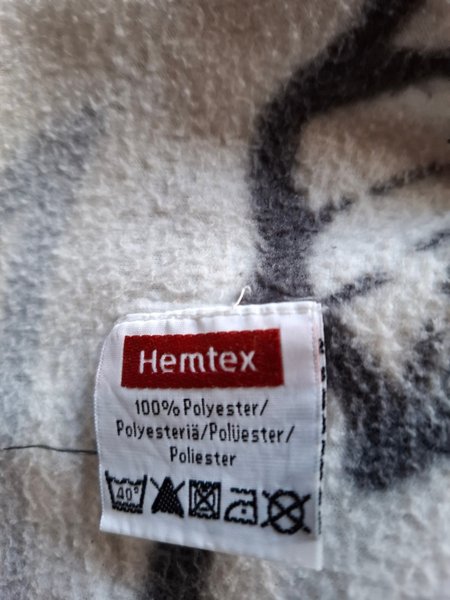 Hemtex
100% Polyester/
Polyesteriä/Polüester/
Poliester
40°